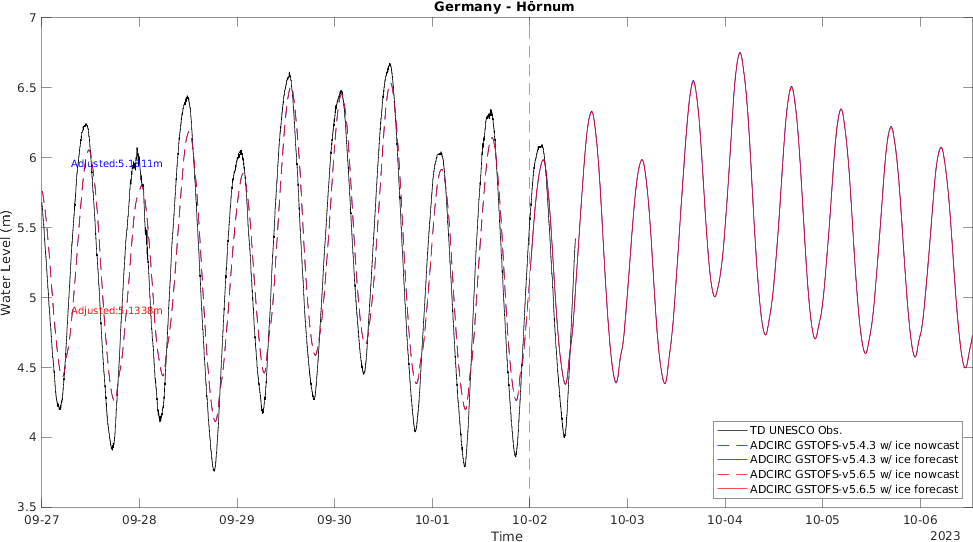 Germany - Hörnum
7
6.5
6
5.5
5
4.5
4
3.5
Water Level (m)
Adjusted:5.1911m
Adjusted:5.1338m
TD UNESCO Obs.
ADCIRC GSTOFS-v5.4.3 w/ ice nowcast
ADCIRC GSTOFS-v5.4.3 w/ ice forecast
ADCIRC GSTOFS-v5.6.5 w/ ice nowcast
ADCIRC GSTOFS-v5.6.5 w/ ice forecast
09-27 09-28 09-29 09-30 10-01 10-02 10-03 10-04 10-05 10-06
Time
2023